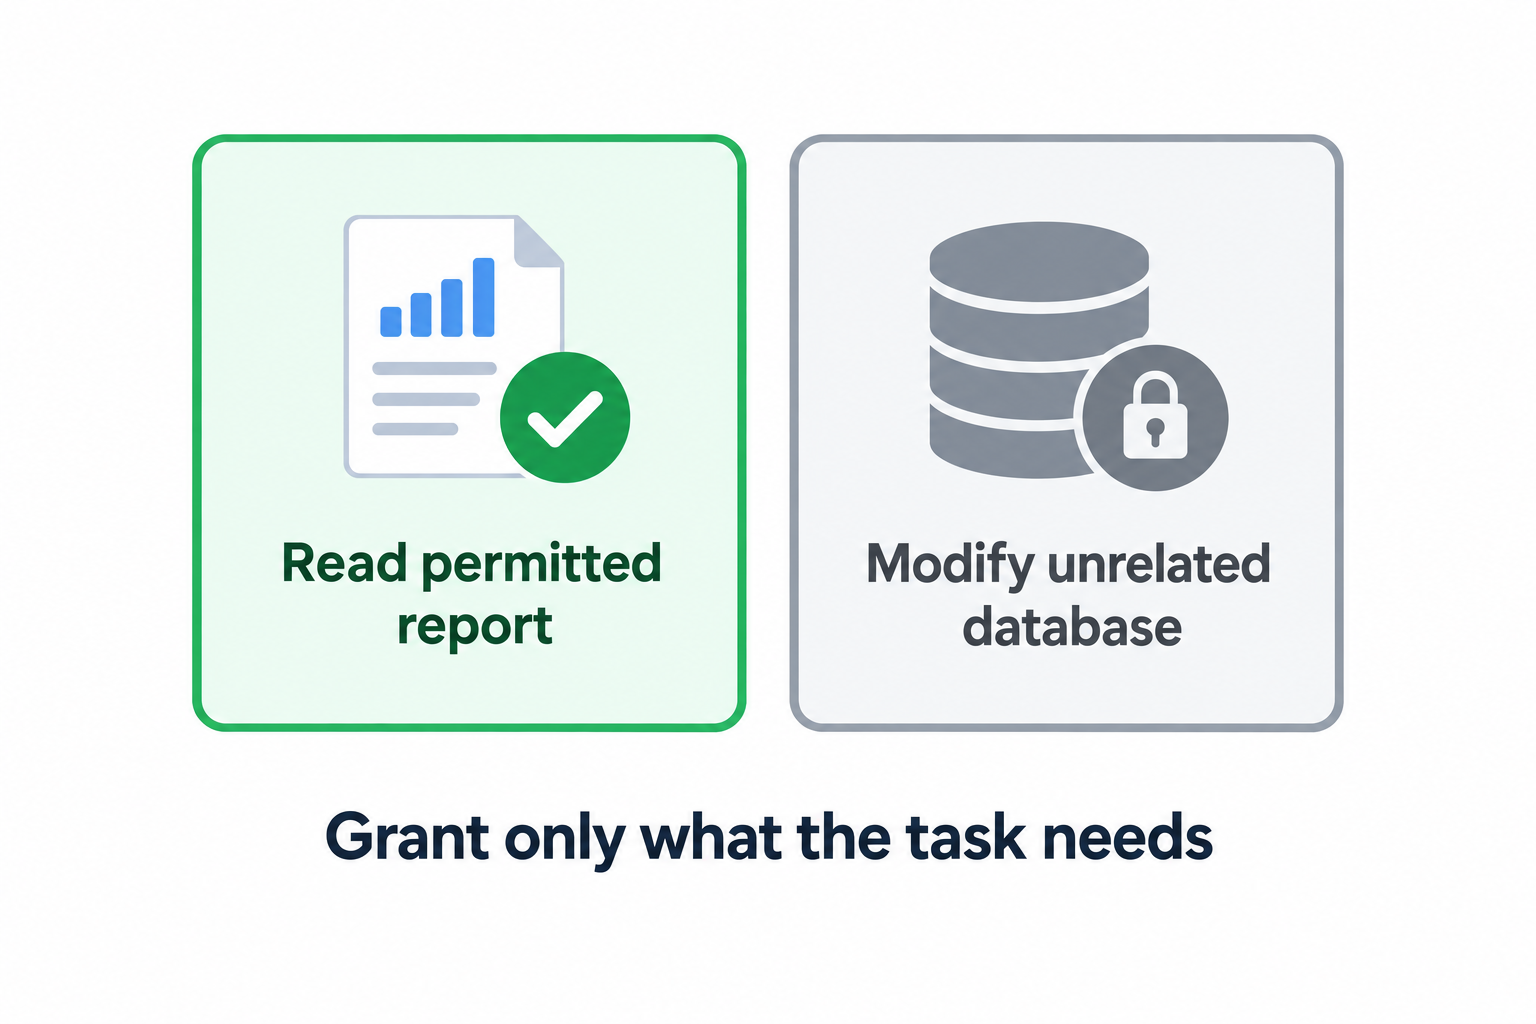 Read permitted
report
Modify unrelated
database
Grant only what the task needs